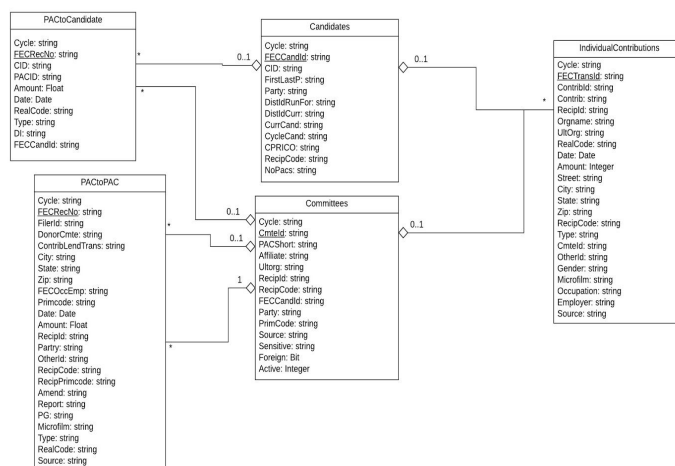 PACtoCandidate
Cycle: string
FECRecNo: string
CID: string
PACID: string
Amount: Float
Date: Date
RealCode: string
Type: string
DI: string
FECCandId: string
*
*
0..1
0..1
Candidates
Cycle: string
FECCandId: string
CID: string
FirstLastP: string
Party: string
DistIdRunFor: string
DistIdCurr: string
CurrCand: string
CycleCand: string
CPRICO: string
RecipCode: string
NoPacs: string
0..1
*
IndividualContributions
Cycle: string
FECTransId: string
ContribId: string
Contrib: string
RecipId: string
Orgname: string
UltOrg: string
RealCode: string
Date: Date
Amount: Integer
Street: string
City: string
State: string
Zip: string
RecipCode: string
Type: string
CmteId: string
OtherId: string
Gender: string
Microfilm: string
Occupation: string
Employer: string
Source: string
PACtoPAC
Cycle: string
FECRecNo: string
FilerId: string
DonorCmte: string
ContribLendTrans: string
City: string
State: string
Zip: string
FECOccEmp: string
Primcode: string
Date: Date
Amount: Float
RecipId: string
Partry: string
OtherId: string
RecipCode: string
RecipPrimcode: string
Amend: string
Report: string
PG: string
Microfilm: string
Type: string
RealCode: string
Source: string
*
0..1
1
*
Committees
Cycle: string
CmteId: string
PACShort: string
Affiliate: string
Ultorg: string
RecipId: string
RecipCode: string
FECCandId: string
Party: string
PrimCode: string
Source: string
Sensitive: string
Foreign: Bit
Active: Integer
0..1